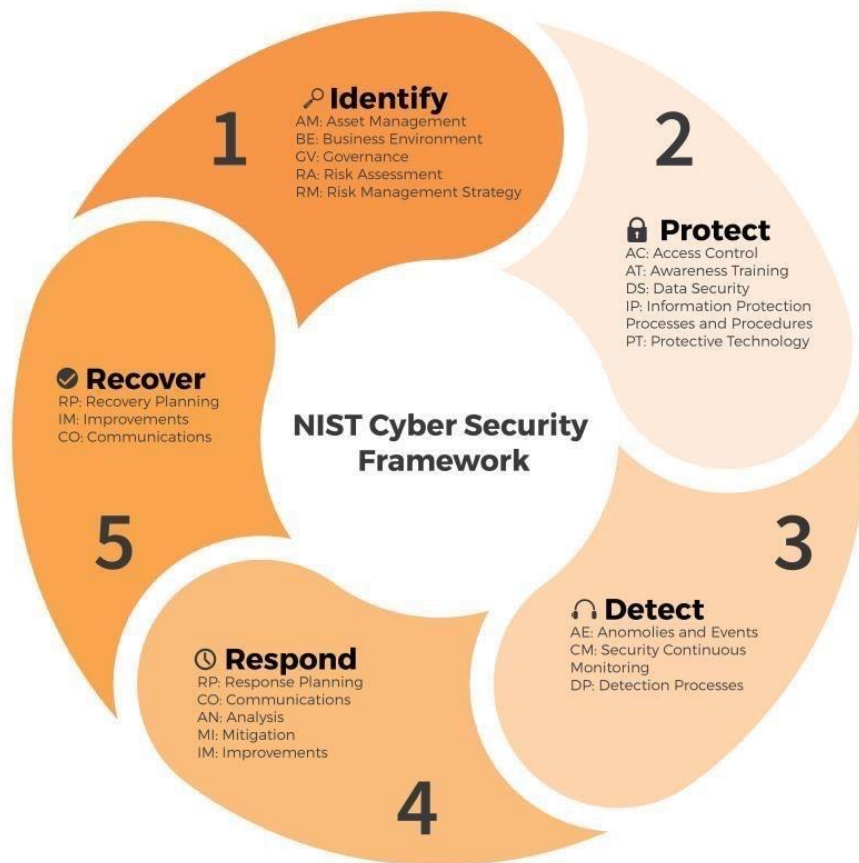 1
Identify
AM: Asset Management
BE: Business Environment
GV: Governance
RA: Risk Assessment
RM: Risk Management Strategy
2
Protect
AC: Access Control
AT: Awareness Training
DS: Data Security
IP: Information Protection
Processes and Procedures
PT: Protective Technology
3
Detect
AE: Anomolies and Events
CM: Security Continuous
Monitoring
DP: Detection Processes
4
Respond
RP: Response Planning
CO: Communications
AN: Analysis
MI: Mitigation
IM: Improvements
5
Recover
RP: Recovery Planning
IM: Improvements
CO: Communications
NIST Cyber Security
Framework